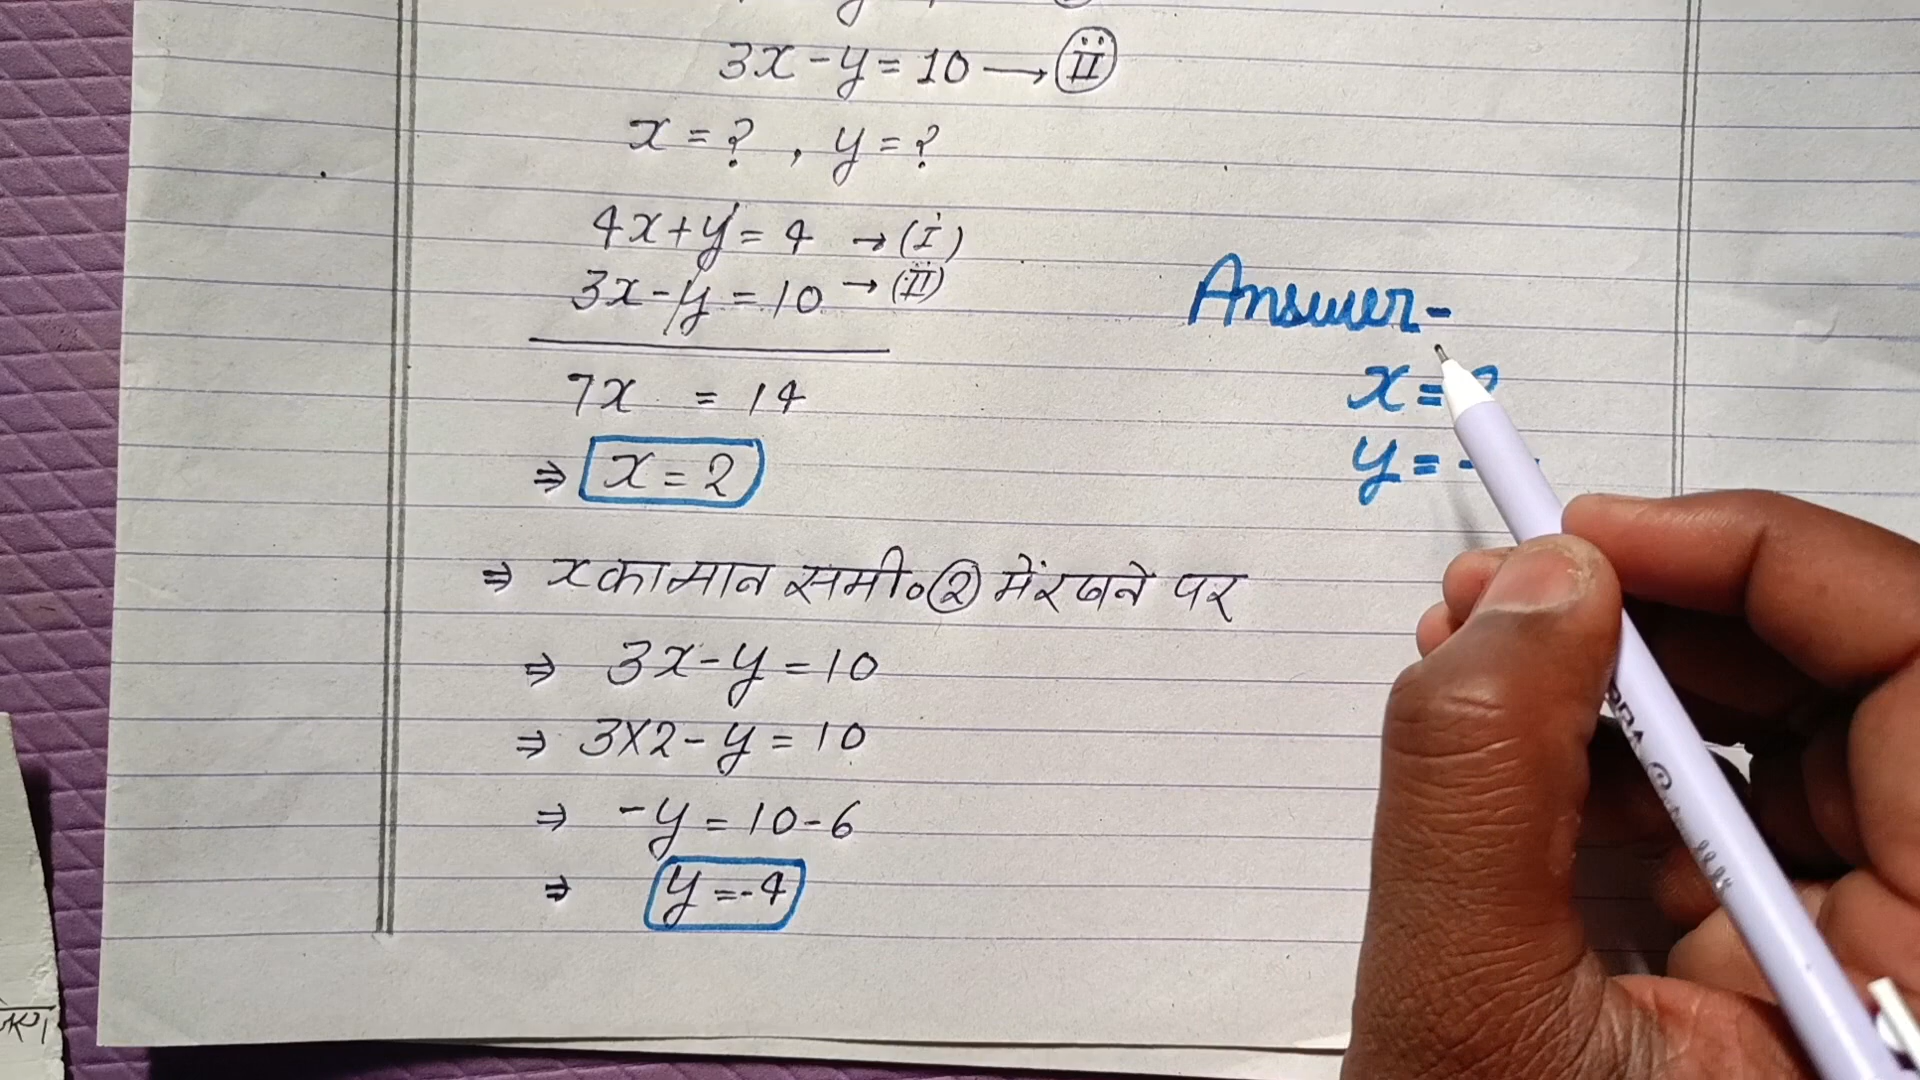 3x-y=10→(II)
x=?, y=?
4x+y=4 →(I)
3x-y=10 →(II)
7x = 14
⇒ x=2
⇒ x का मान समी० (२) में रखने पर
⇒ 3x-y=10
⇒ 3×2-y=10
⇒ -y=10-6
⇒ y=-4
Answer-
x=
y=-